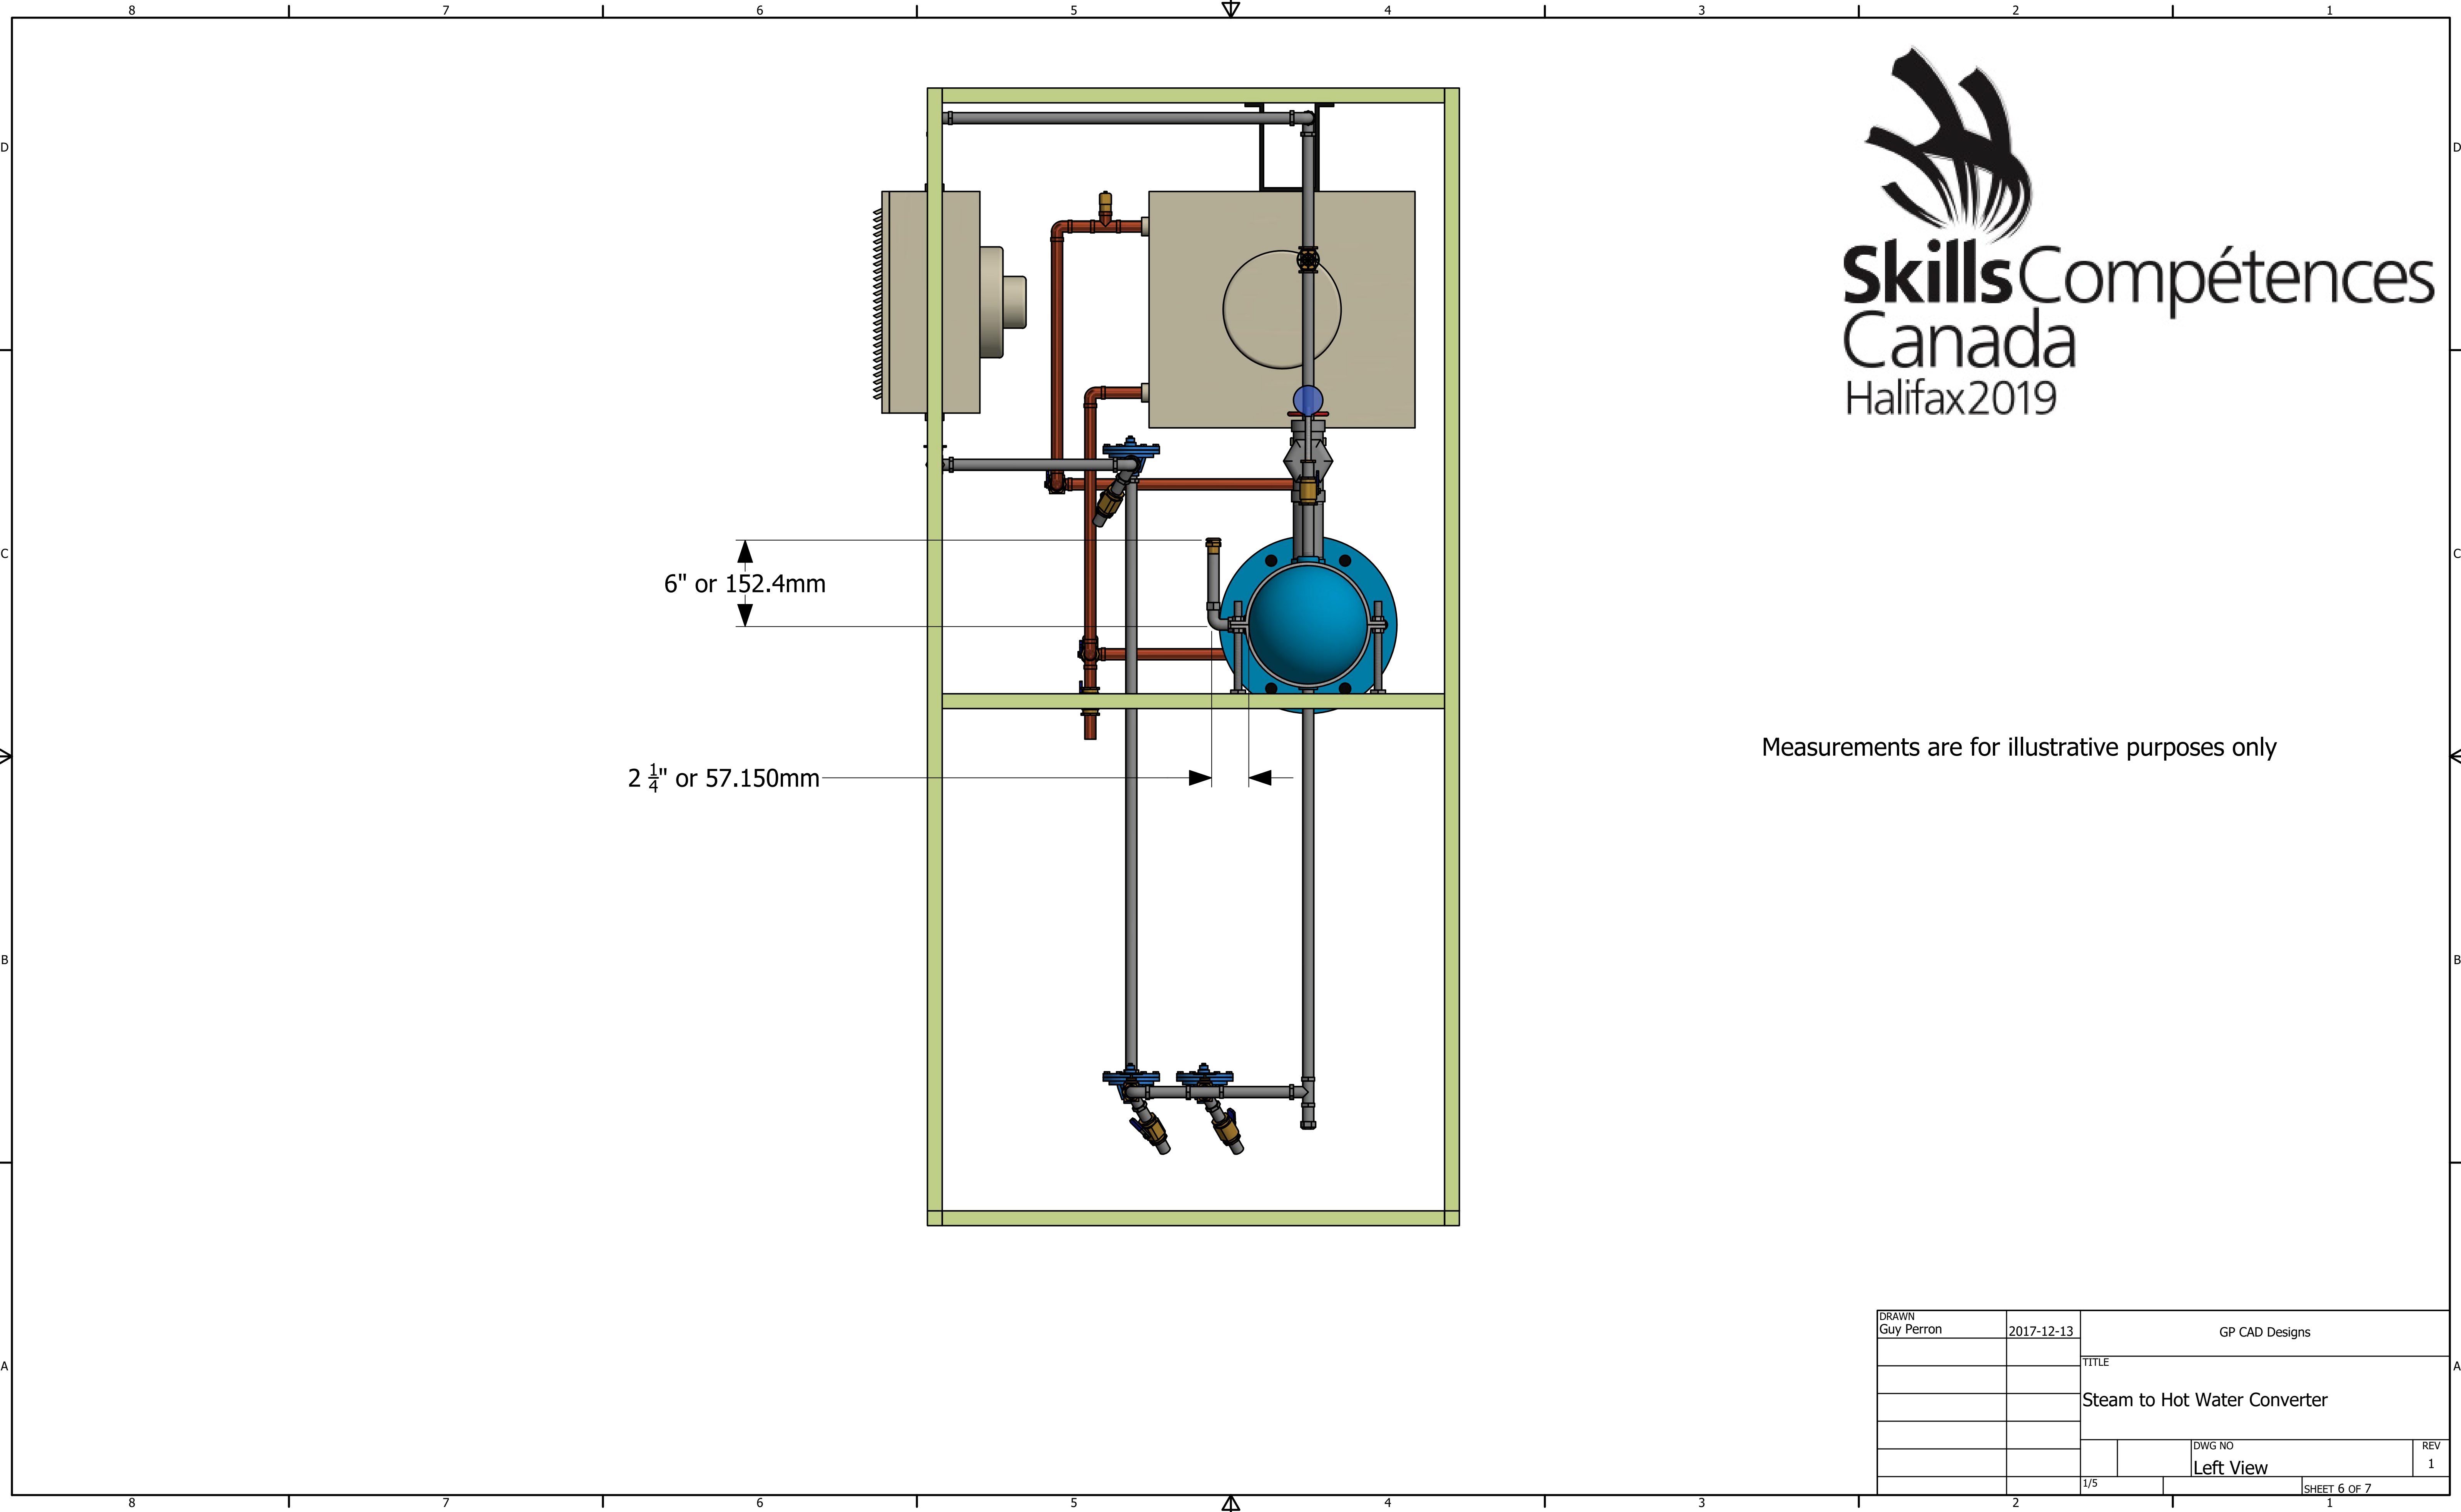 8 7 6 5 4 3 2 1
D D
Skills Compétences
Canada
Halifax2019
C C
6" or 152.4mm
Measurements are for illustrative purposes only
2 1/4" or 57.150mm
B B
DRAWN
Guy Perron 2017-12-13
GP CAD Designs
TITLE
A A
Steam to Hot Water Converter
DWG NO
REV
Left View
1
1/5
SHEET 6 OF 7
8 7 6 5 4 3 2 1